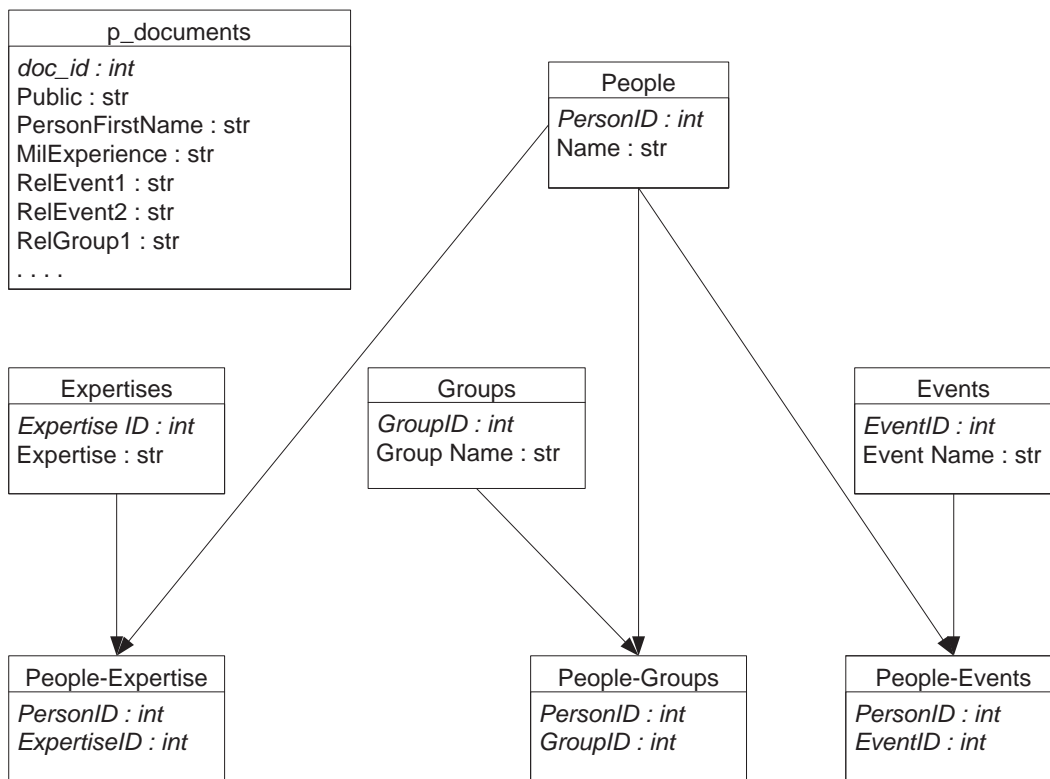 p_documents
doc_id : int
Public : str
PersonFirstName : str
MilExperience : str
RelEvent1 : str
RelEvent2 : str
RelGroup1 : str
. . . .
People
PersonID : int
Name : str
Expertises
Expertise ID : int
Expertise : str
Groups
GroupID : int
Group Name : str
Events
EventID : int
Event Name : str
People-Expertise
PersonID : int
ExpertiseID : int
People-Groups
PersonID : int
GroupID : int
People-Events
PersonID : int
EventID : int